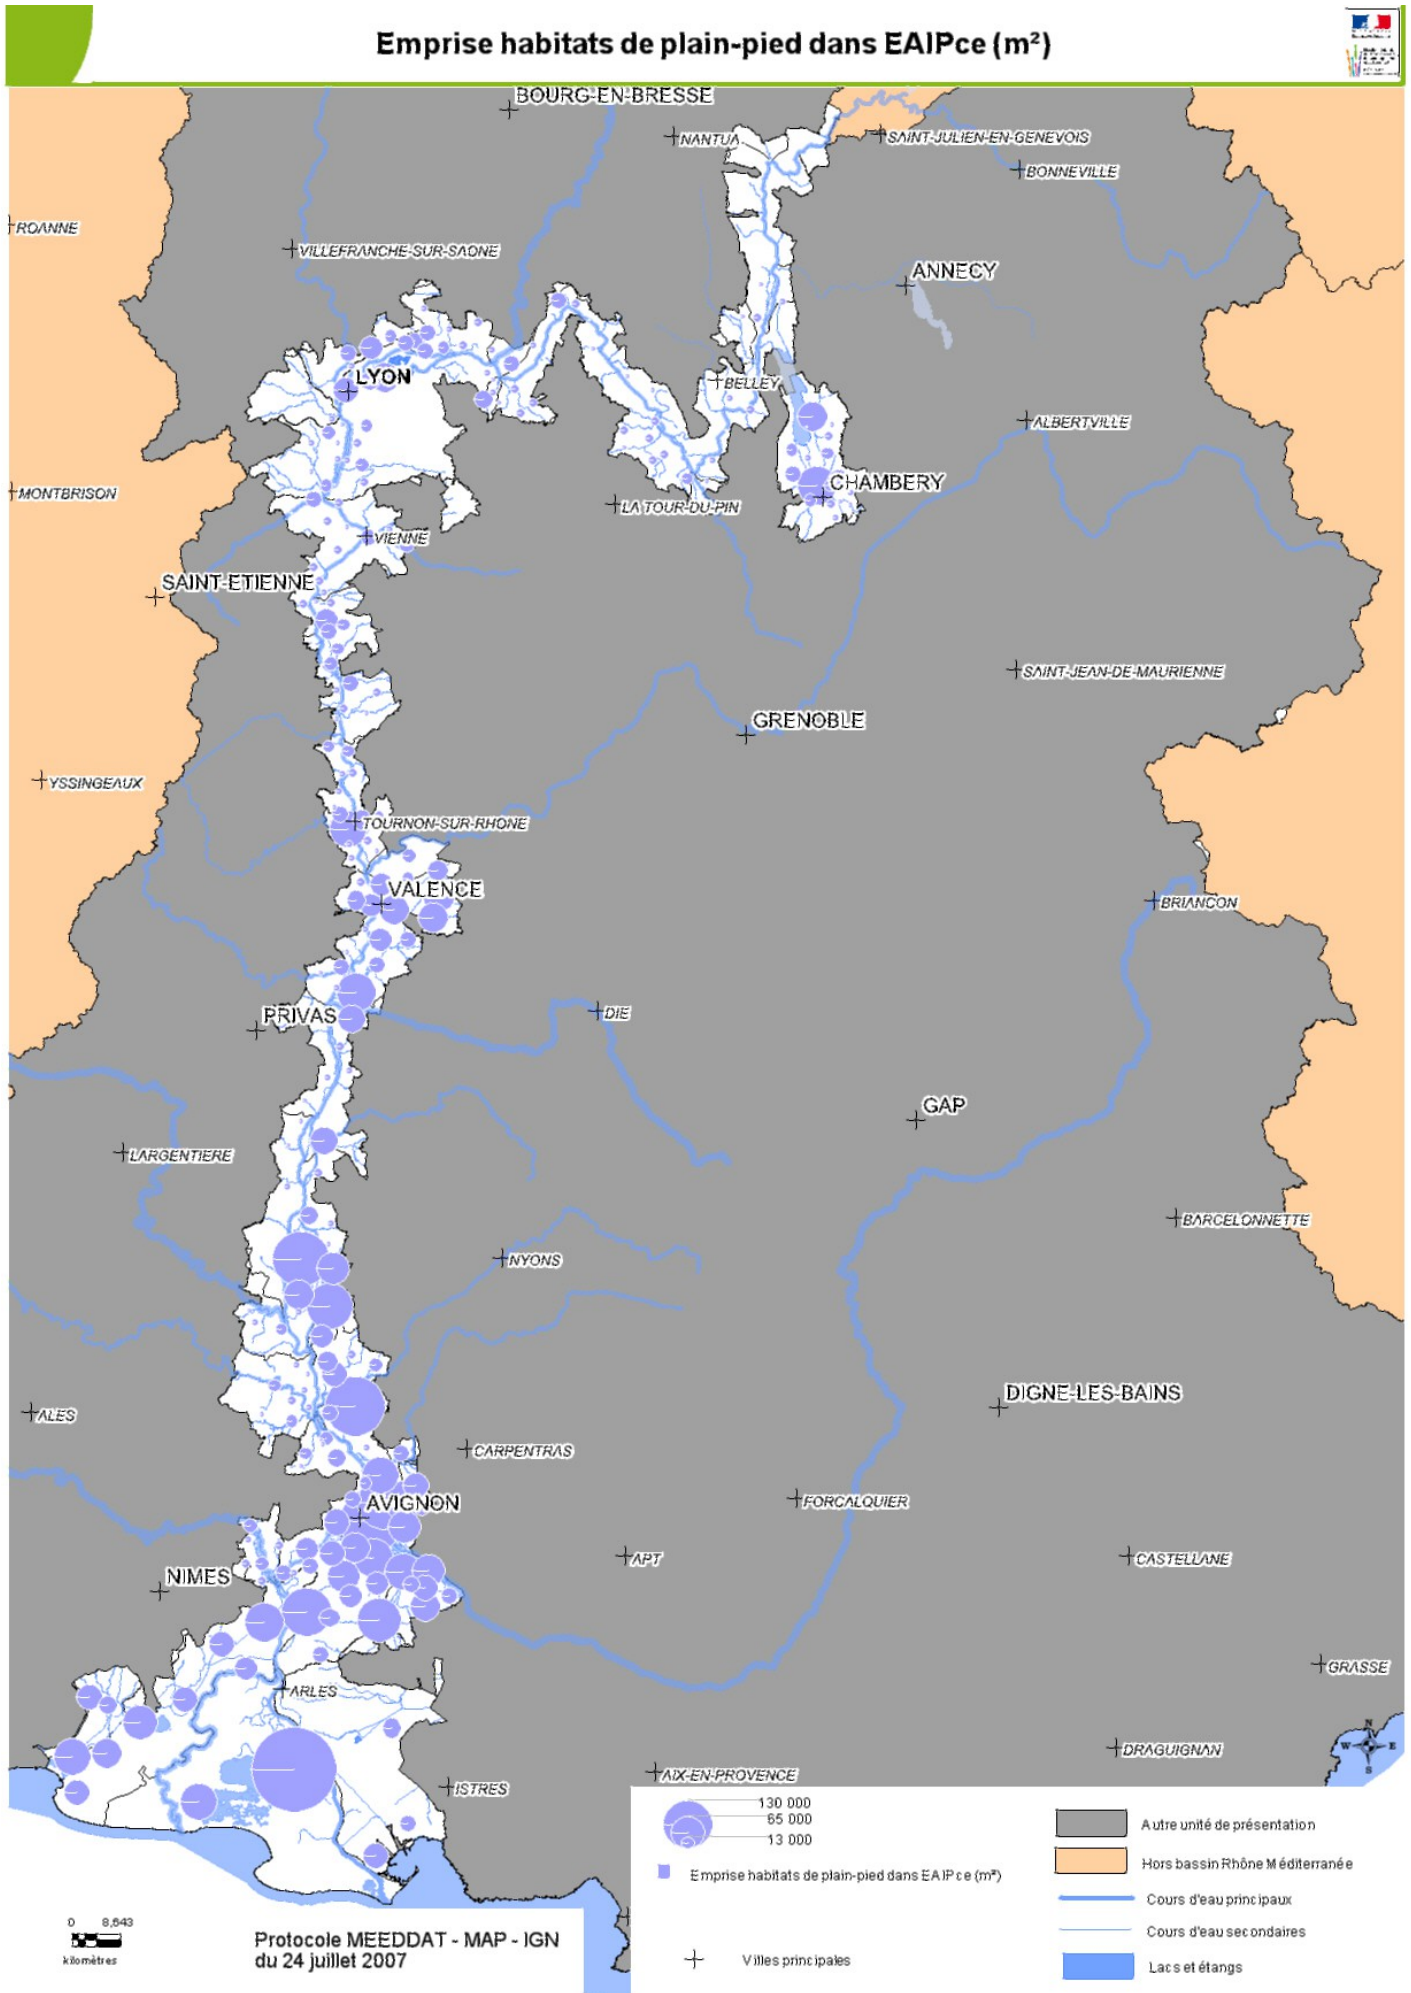 Emprise habitats de plain-pied dans EAIPce (m²)
BOURG-EN-BRESSE
NANTUA
SAINT-JULIEN-EN-GENEVOIS
BONNEVILLE
ROANNE
VILLEFRANCHE-SUR-SAONE
ANNECY
LYON
BELLEY
ALBERTVILLE
MONTBRISON
CHAMBERY
LA TOUR-DU-PIN
VIENNE
SAINT-ETIENNE
SAINT-JEAN-DE-MAURIENNE
GRENOBLE
YSSINGEAUX
TOURNON-SUR-RHONE
VALENCE
BRIANCON
PRIVAS
DIE
GAP
LARGENTIERE
BARCELONNETTE
NYONS
DIGNE-LES-BAINS
ALES
CARPENTRAS
AVIGNON
FORCALQUIER
APT
CASTELLANE
NIMES
GRASSE
ARLES
N
W E
S
DRAGUIGNAN
AIX-EN-PROVENCE
ISTRES
130 000
65 000
13 000
Emprise habitats de plain-pied dans EAIPce (m²)
Villes principales
Autre unité de présentation
Hors bassin Rhône Méditerranée
Cours d'eau principaux
Cours d'eau secondaires
Lacs et étangs
0 8,643
kilomètres
Protocole MEEDDAT - MAP - IGN
du 24 juillet 2007